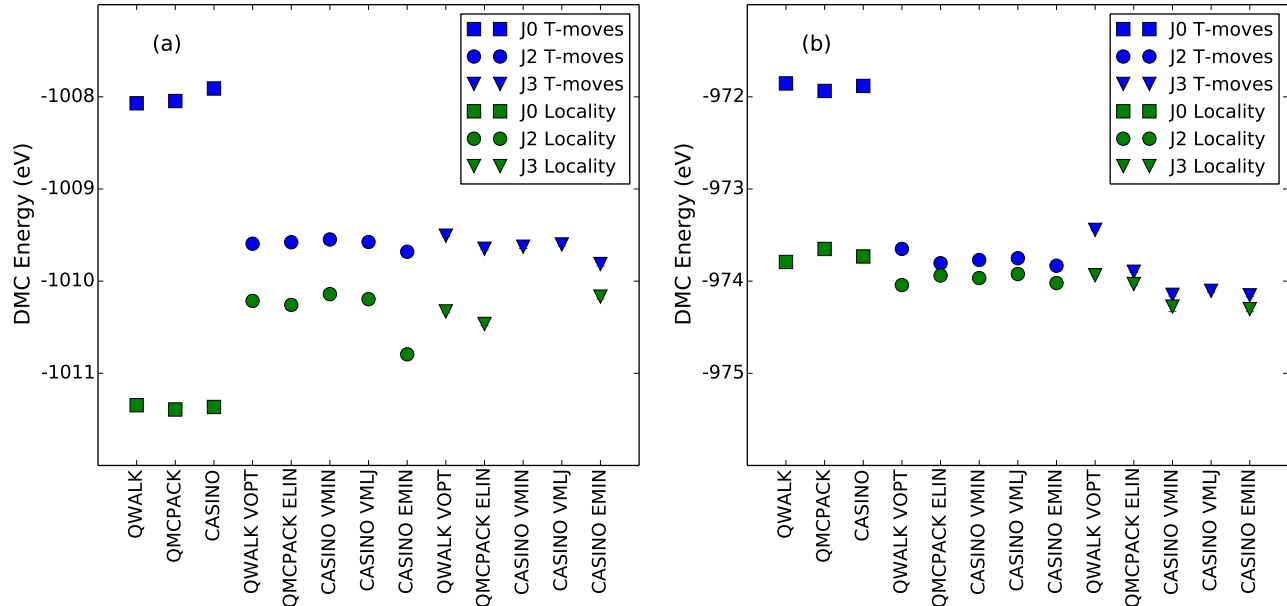 (a)
J0 T-moves
J2 T-moves
J3 T-moves
J0 Locality
J2 Locality
J3 Locality
DMC Energy (eV)
-1008
-1009
-1010
-1011
QWALK
QMCPACK
CASINO
QWALK VOPT
QMCPACK ELIN
CASINO VMIN
CASINO VMLJ
CASINO EMIN
QWALK VOPT
QMCPACK ELIN
CASINO VMIN
CASINO VMLJ
CASINO EMIN
(b)
J0 T-moves
J2 T-moves
J3 T-moves
J0 Locality
J2 Locality
J3 Locality
DMC Energy (eV)
-972
-973
-974
-975
QWALK
QMCPACK
CASINO
QWALK VOPT
QMCPACK ELIN
CASINO VMIN
CASINO VMLJ
CASINO EMIN
QWALK VOPT
QMCPACK ELIN
CASINO VMIN
CASINO VMLJ
CASINO EMIN